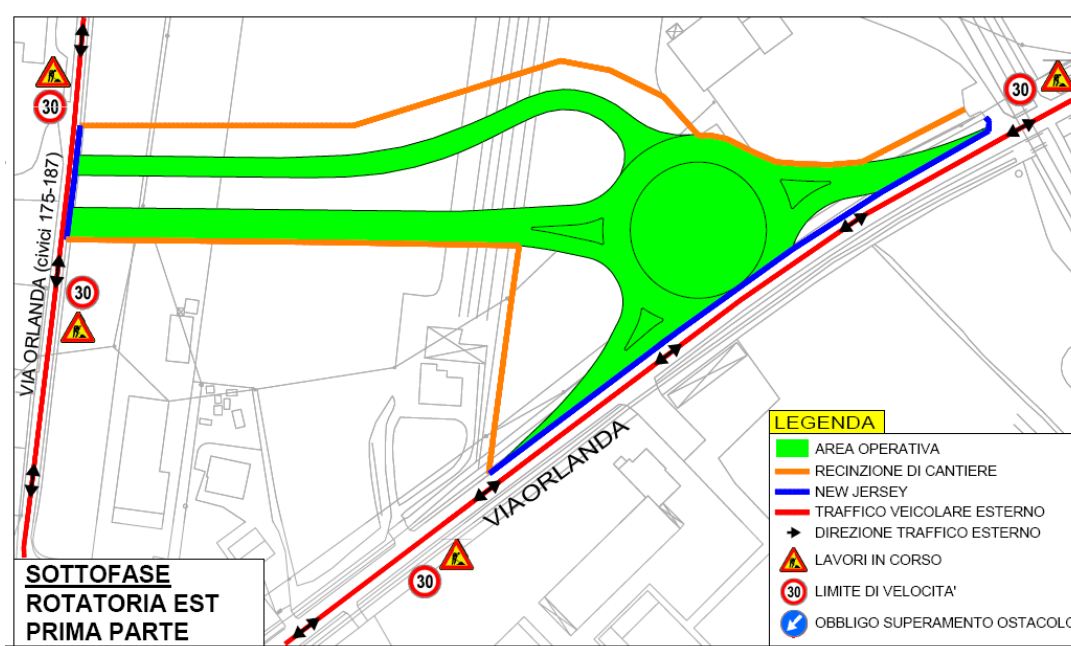 30
30
30
30
VIA ORLANDA (civici 175-187)
VIA ORLANDA
SOTTOFASE
ROTATORIA EST
PRIMA PARTE
LEGENDA
AREA OPERATIVA
RECINZIONE DI CANTIERE
NEW JERSEY
TRAFFICO VEICOLARE ESTERNO
DIREZIONE TRAFFICO ESTERNO
LAVORI IN CORSO
30 LIMITE DI VELOCITA'
OBBLIGO SUPERAMENTO OSTACOLO